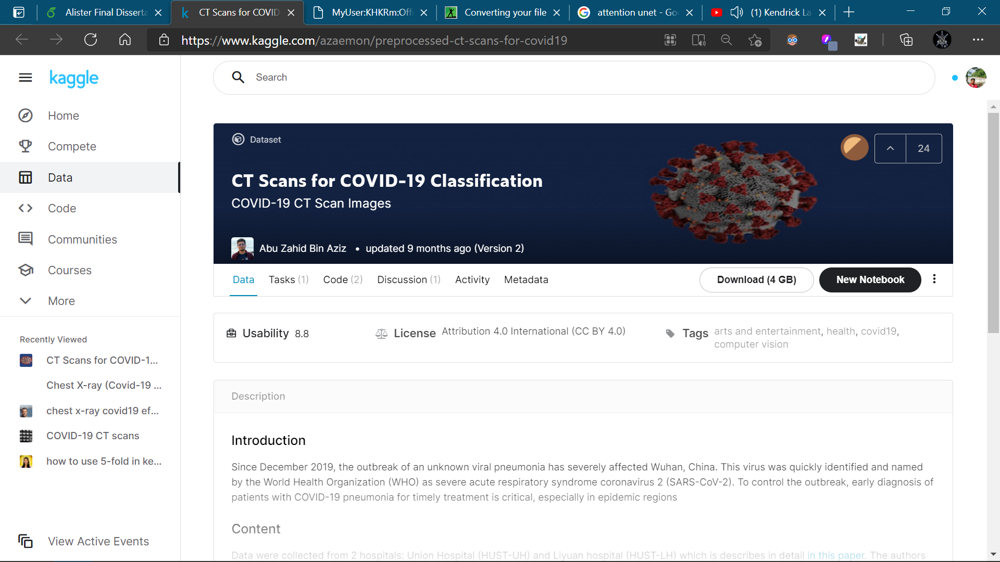 Alister Final Disserta
CT Scans for COVID
MyUser:KHKRm:Offi
Converting your file
attention unet - Goo
(1) Kendrick La
https://www.kaggle.com/azaemon/preprocessed-ct-scans-for-covid19
kaggle
Search
Home
Compete
Data
Code
Communities
Courses
More
Recently Viewed
CT Scans for COVID-1...
Chest X-ray (Covid-19 ...
chest x-ray covid19 ef...
COVID-19 CT scans
how to use 5-fold in ke...
View Active Events
Dataset
24
CT Scans for COVID-19 Classification
COVID-19 CT Scan Images
Abu Zahid Bin Aziz • updated 9 months ago (Version 2)
Data Tasks (1) Code (2) Discussion (1) Activity Metadata Download (4 GB) New Notebook
Usability 8.8 License Attribution 4.0 International (CC BY 4.0) Tags arts and entertainment, health, covid19,
computer vision
Description
Introduction
Since December 2019, the outbreak of an unknown viral pneumonia has severely affected Wuhan, China. This virus was quickly identified and named
by the World Health Organization (WHO) as severe acute respiratory syndrome coronavirus 2 (SARS-CoV-2). To control the outbreak, early diagnosis of
patients with COVID-19 pneumonia for timely treatment is critical, especially in epidemic regions
Content
Data were collected from 2 hospitals: Union Hospital (HUST-UH) and Liyuan hospital (HUST-LH) which is describes in detail in this paper. The authors